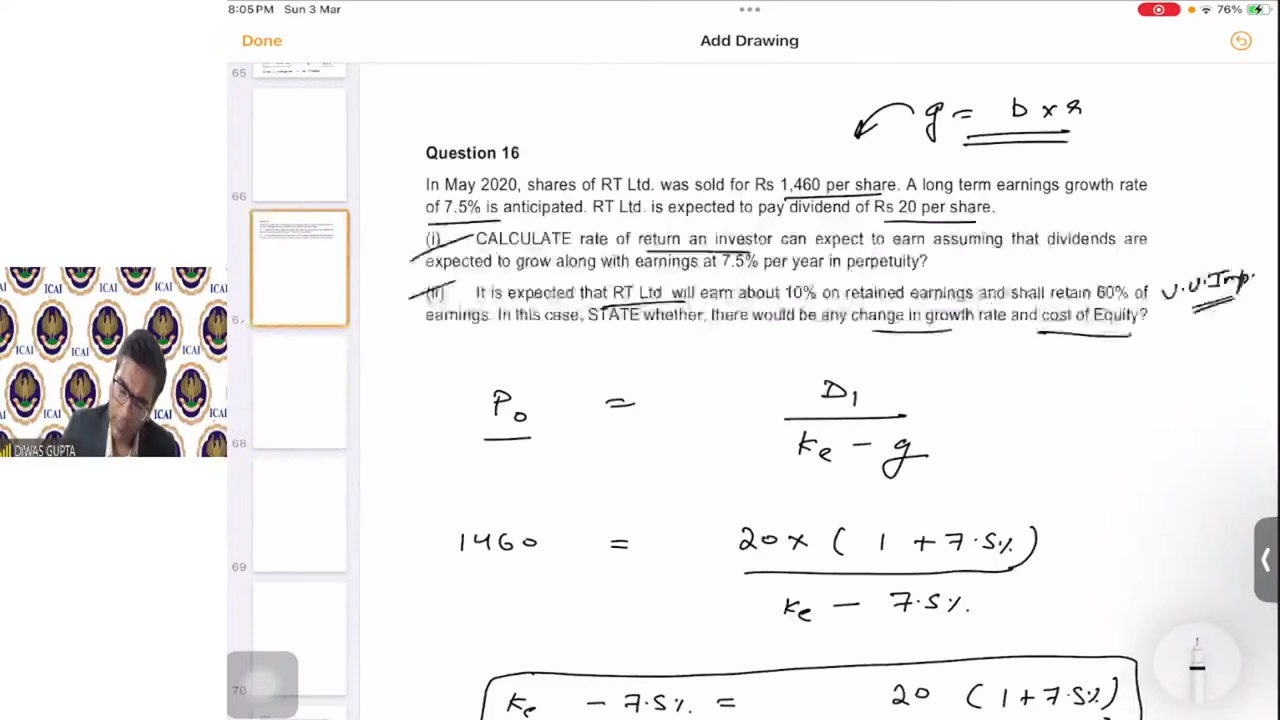 8:05 PM Sun 3 Mar
76%
Done
Add Drawing
65
g = b x r
Question 16
In May 2020, shares of RT Ltd. was sold for Rs 1,460 per share. A long term earnings growth rate
of 7.5% is anticipated. RT Ltd. is expected to pay dividend of Rs 20 per share.
(i) CALCULATE rate of return an investor can expect to earn assuming that dividends are
expected to grow along with earnings at 7.5% per year in perpetuity?
(ii) It is expected that RT Ltd will earn about 10% on retained earnings and shall retain 60% of
earnings. In this case, STATE whether, there would be any change in growth rate and cost of Equity?
V.V.Imp.
66
67
68
69
70
P0 = D1
ke - g
1460 = 20 x ( 1 + 7.5% )
ke - 7.5%
ke - 7.5% = 20 ( 1 + 7.5% )
ICAI ICAI
DIWAS GUPTA